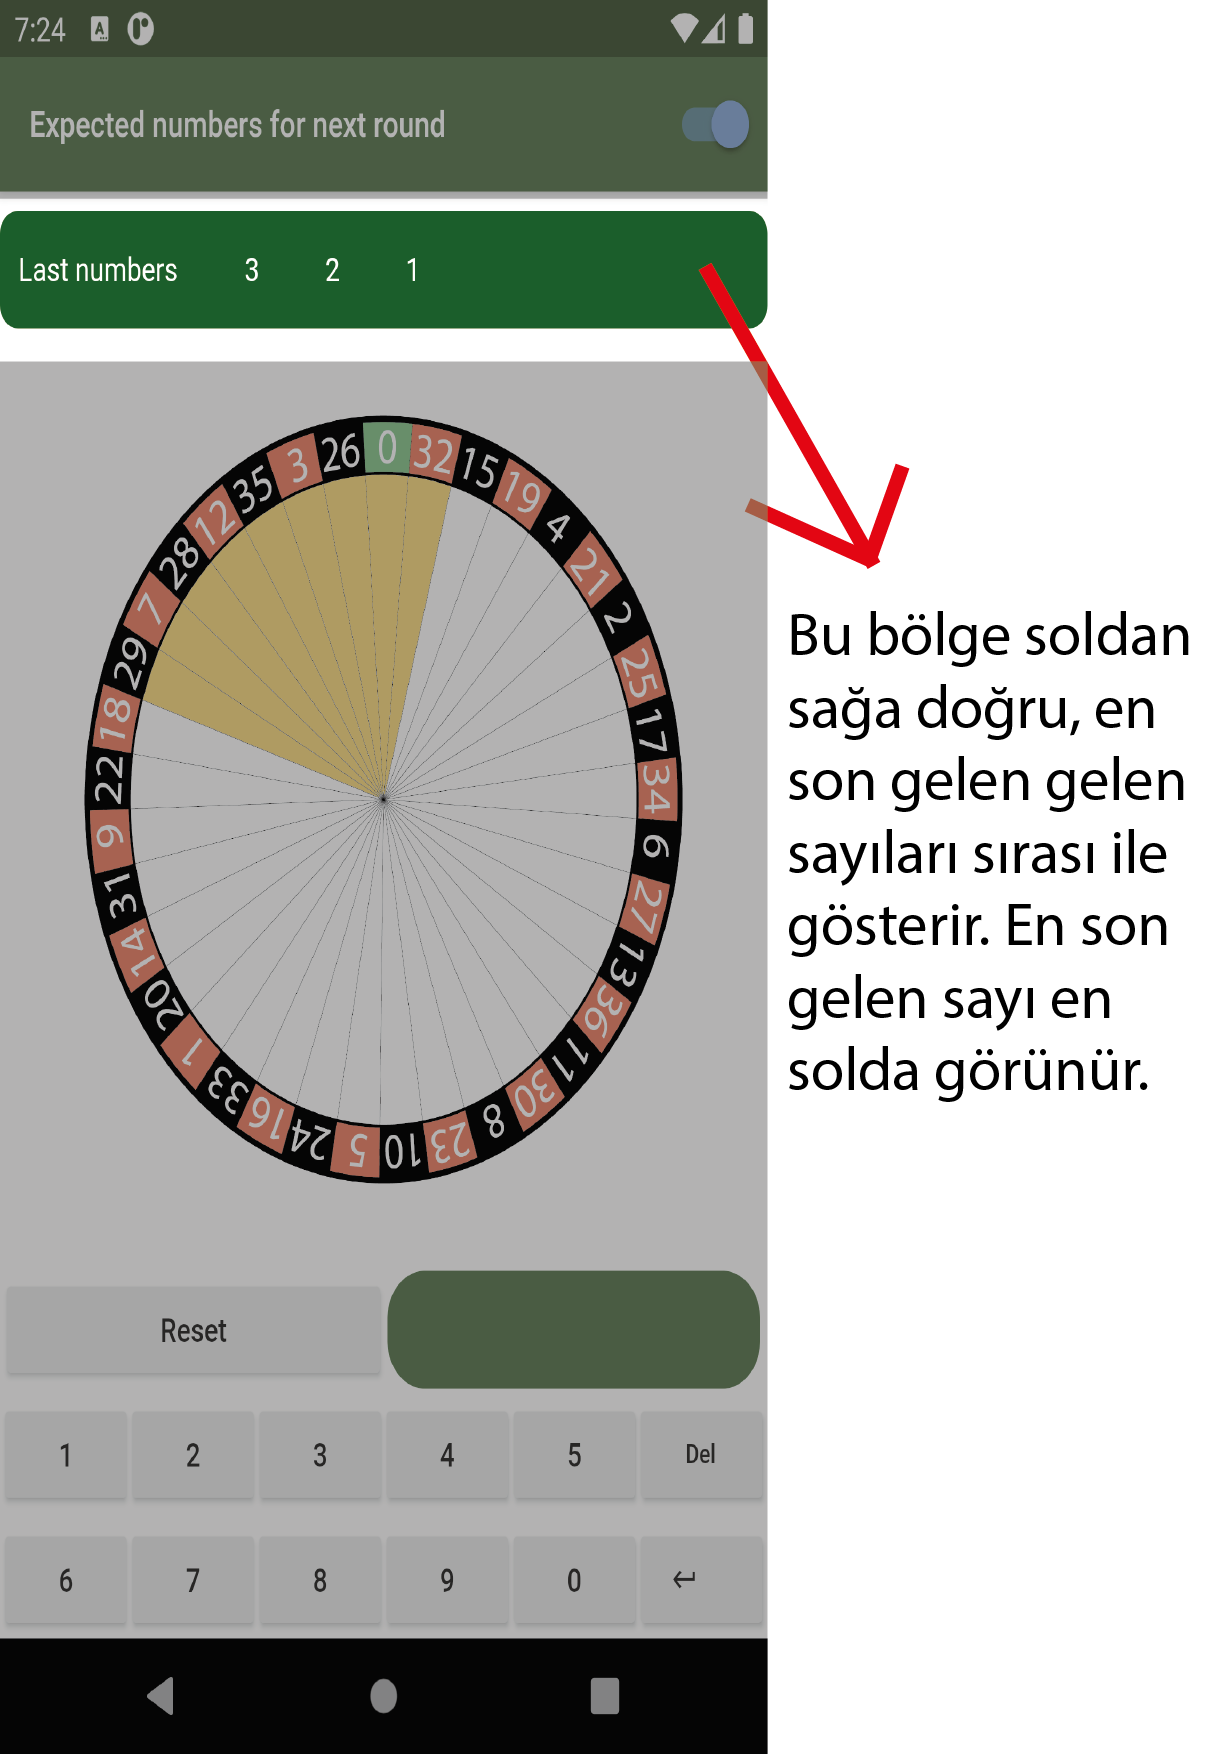 7:24
Expected numbers for next round
Last numbers 3 2 1
0 32 15 19 4 21 2 25 17 34 6 27 13 36 11 30 8 23 10 5 24 16 33 1 20 14 31 9 22 18 29 7 28 12 35 3 26
Bu bölge soldan
sağa doğru, en
son gelen gelen
sayıları sırası ile
gösterir. En son
gelen sayı en
solda görünür.
Reset
1 2 3 4 5 Del
6 7 8 9 0